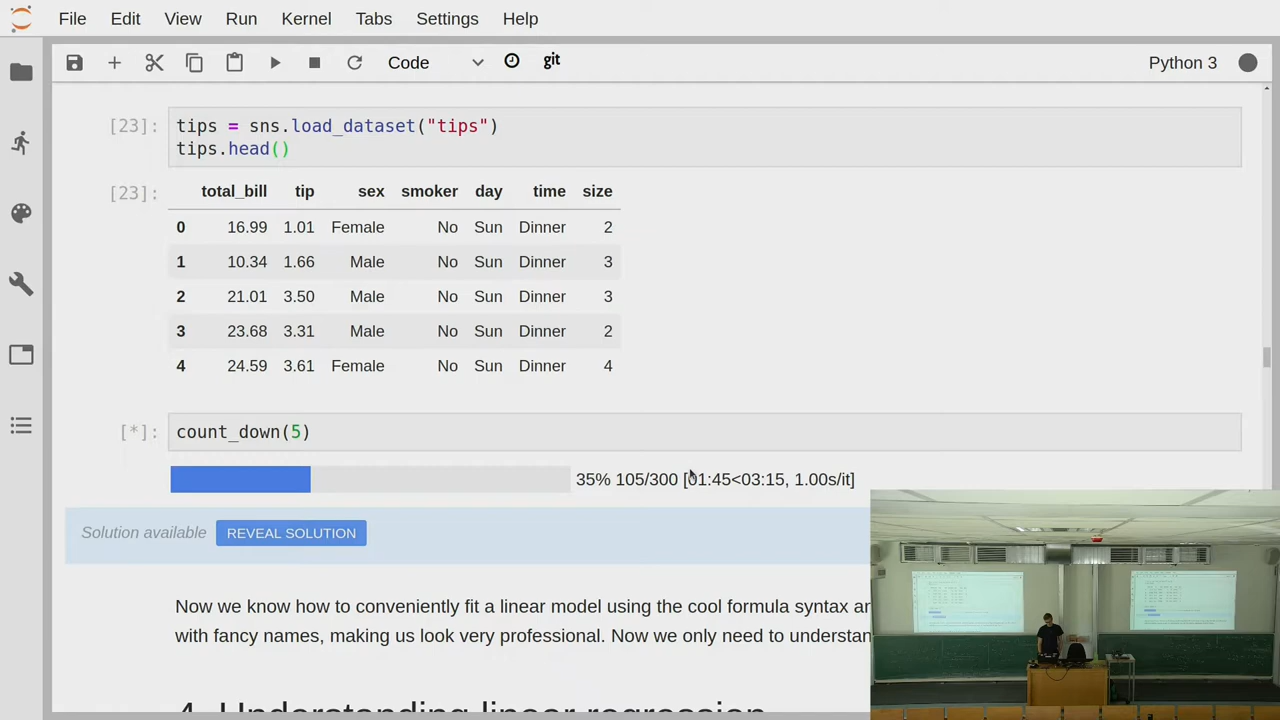 File Edit View Run Kernel Tabs Settings Help
Code git Python 3
[23]: tips = sns.load_dataset("tips")
tips.head()
[23]: total_bill tip sex smoker day time size
0 16.99 1.01 Female No Sun Dinner 2
1 10.34 1.66 Male No Sun Dinner 3
2 21.01 3.50 Male No Sun Dinner 3
3 23.68 3.31 Male No Sun Dinner 2
4 24.59 3.61 Female No Sun Dinner 4
[*]: count_down(5)
35% 105/300 [01:45<03:15, 1.00s/it]
Solution available REVEAL SOLUTION
Now we know how to conveniently fit a linear model using the cool formula syntax
with fancy names, making us look very professional. Now we only need to understan
4. Understanding linear regression